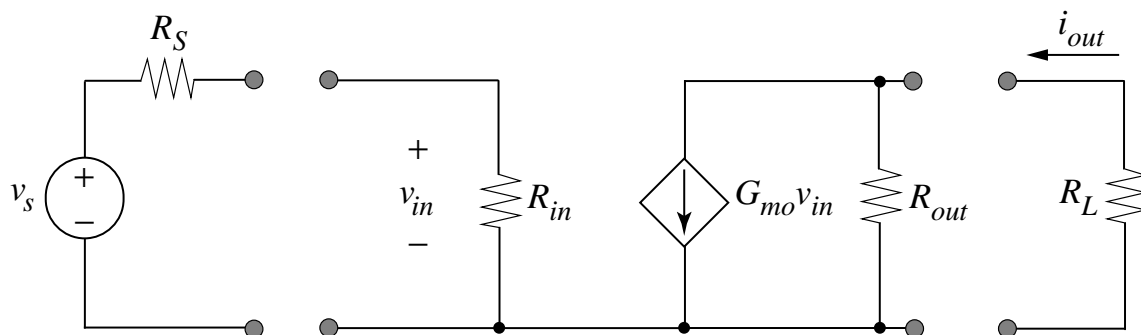 R_S
i_out
+
−
v_s
+
v_in
−
R_in
G_mo v_in
R_out
R_L